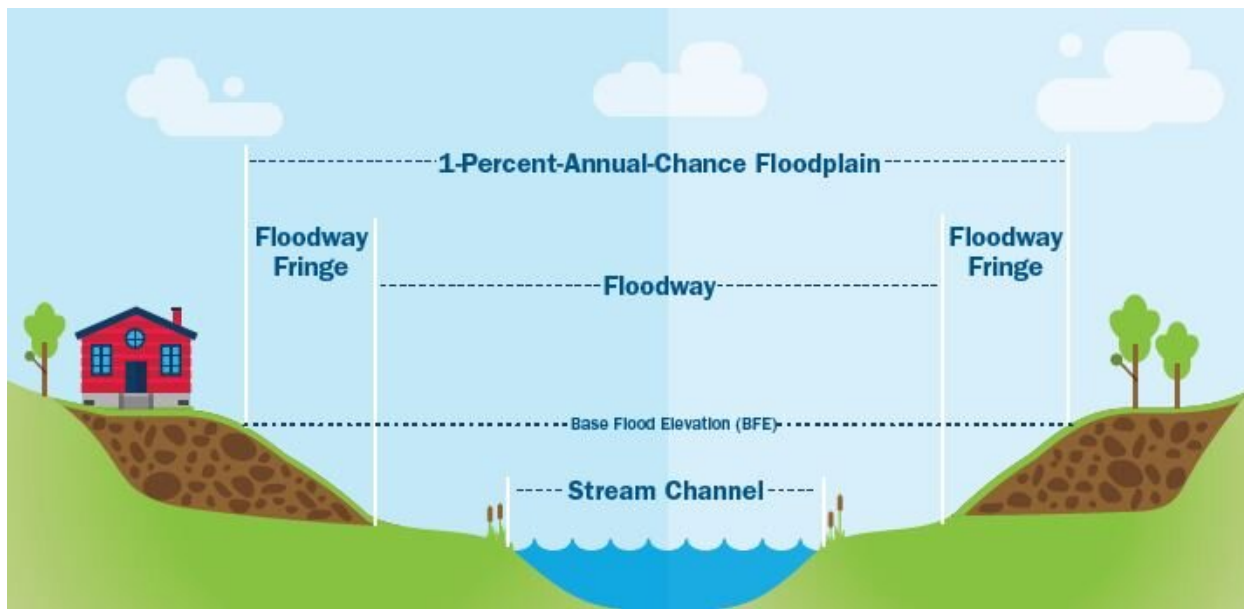 1-Percent-Annual-Chance Floodplain
Floodway
Fringe
Floodway
Floodway
Fringe
Base Flood Elevation (BFE)
Stream Channel